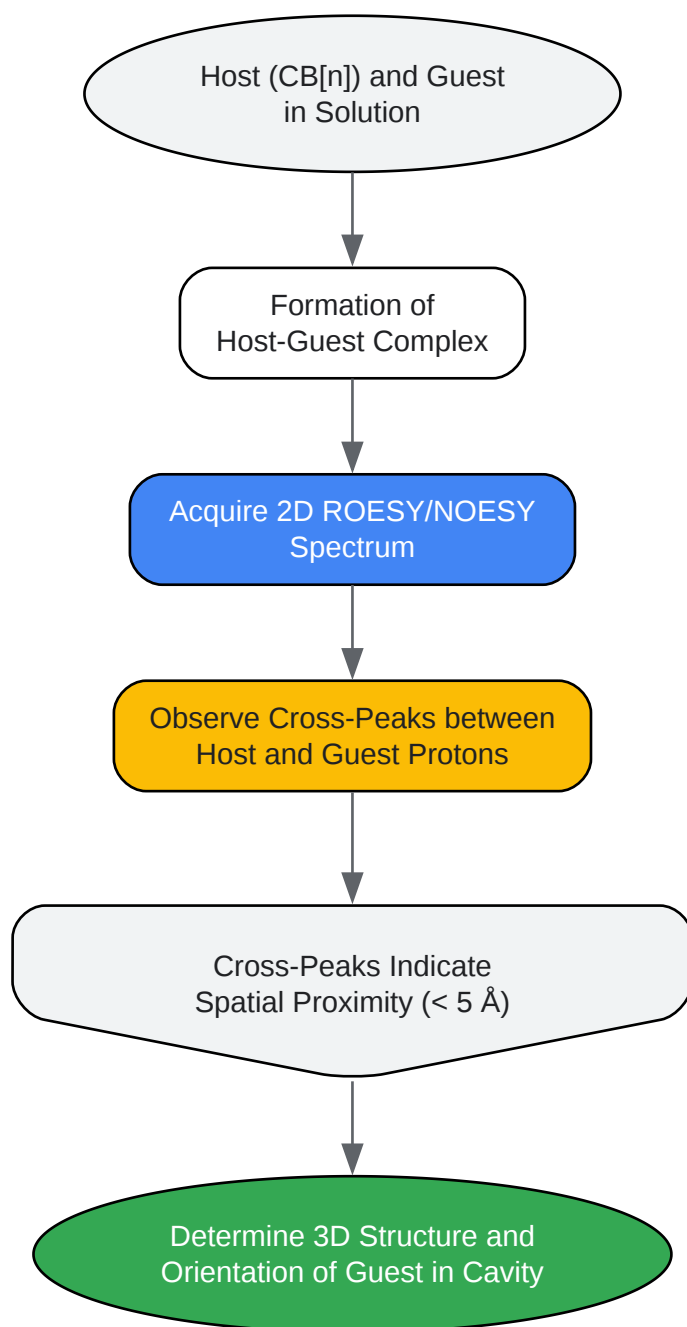 Host (CB[n]) and Guest
in Solution
Formation of
Host-Guest Complex
Acquire 2D ROESY/NOESY
Spectrum
Observe Cross-Peaks between
Host and Guest Protons
Cross-Peaks Indicate
Spatial Proximity (< 5 Å)
Determine 3D Structure and
Orientation of Guest in Cavity